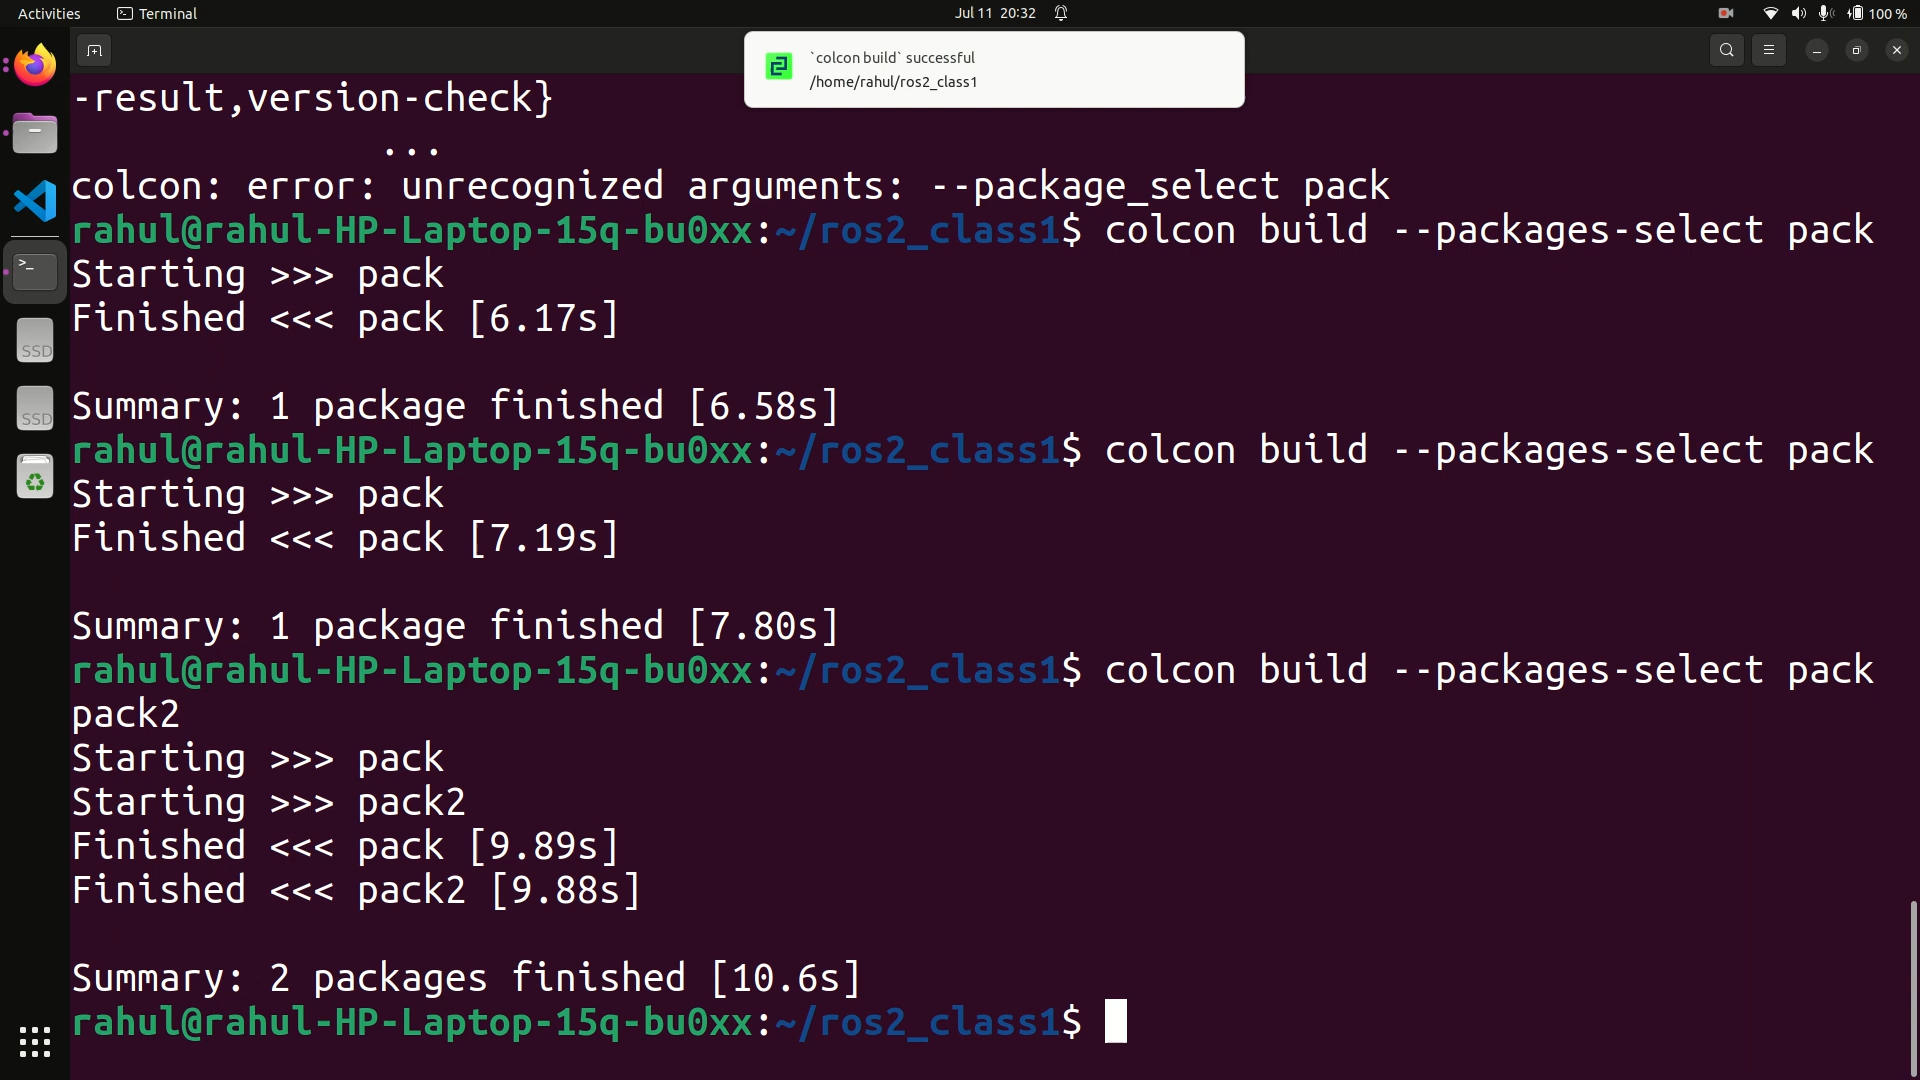 Activities
Terminal
Jul 11 20:32
100 %
`colcon build` successful
/home/rahul/ros2_class1
-result,version-check}
...
colcon: error: unrecognized arguments: --package_select pack
rahul@rahul-HP-Laptop-15q-bu0xx:~/ros2_class1$ colcon build --packages-select pack
Starting >>> pack
Finished <<< pack [6.17s]
Summary: 1 package finished [6.58s]
rahul@rahul-HP-Laptop-15q-bu0xx:~/ros2_class1$ colcon build --packages-select pack
Starting >>> pack
Finished <<< pack [7.19s]
Summary: 1 package finished [7.80s]
rahul@rahul-HP-Laptop-15q-bu0xx:~/ros2_class1$ colcon build --packages-select pack
pack2
Starting >>> pack
Starting >>> pack2
Finished <<< pack [9.89s]
Finished <<< pack2 [9.88s]
Summary: 2 packages finished [10.6s]
rahul@rahul-HP-Laptop-15q-bu0xx:~/ros2_class1$
SSD
SSD